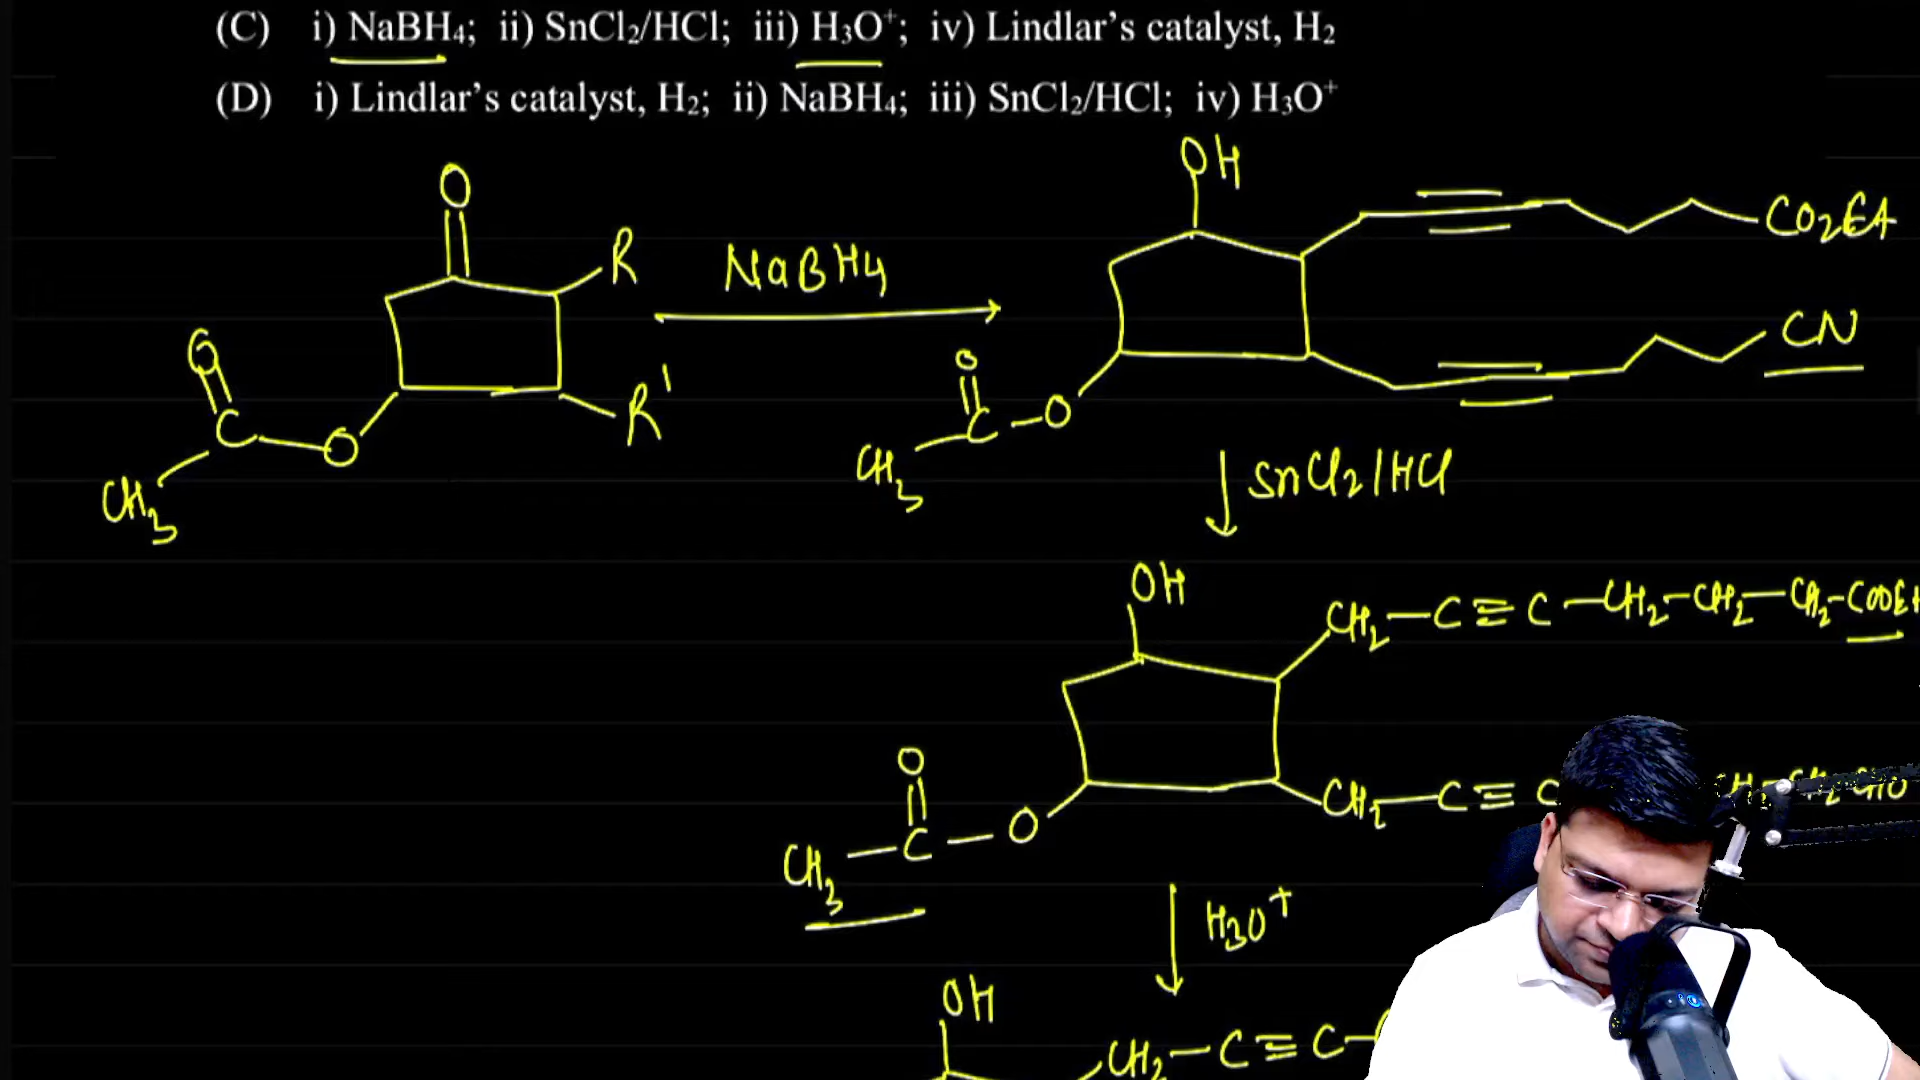 (C) i) NaBH₄; ii) SnCl₂/HCl; iii) H₃O⁺; iv) Lindlar’s catalyst, H₂
(D) i) Lindlar’s catalyst, H₂; ii) NaBH₄; iii) SnCl₂/HCl; iv) H₃O⁺
OH
O
CO₂Et
R
NaBH₄
CN
O
O
C
O
R'
C-O
CH₃
CH₃
SnCl₂/HCl
OH
CH₂-C≡C-CH₂-CH₂-CH₂-COOEt
O
CH₂-C≡C
CH₂-CHO
CH₃-C-O
H₃O⁺
OH
CH₂-C≡C-